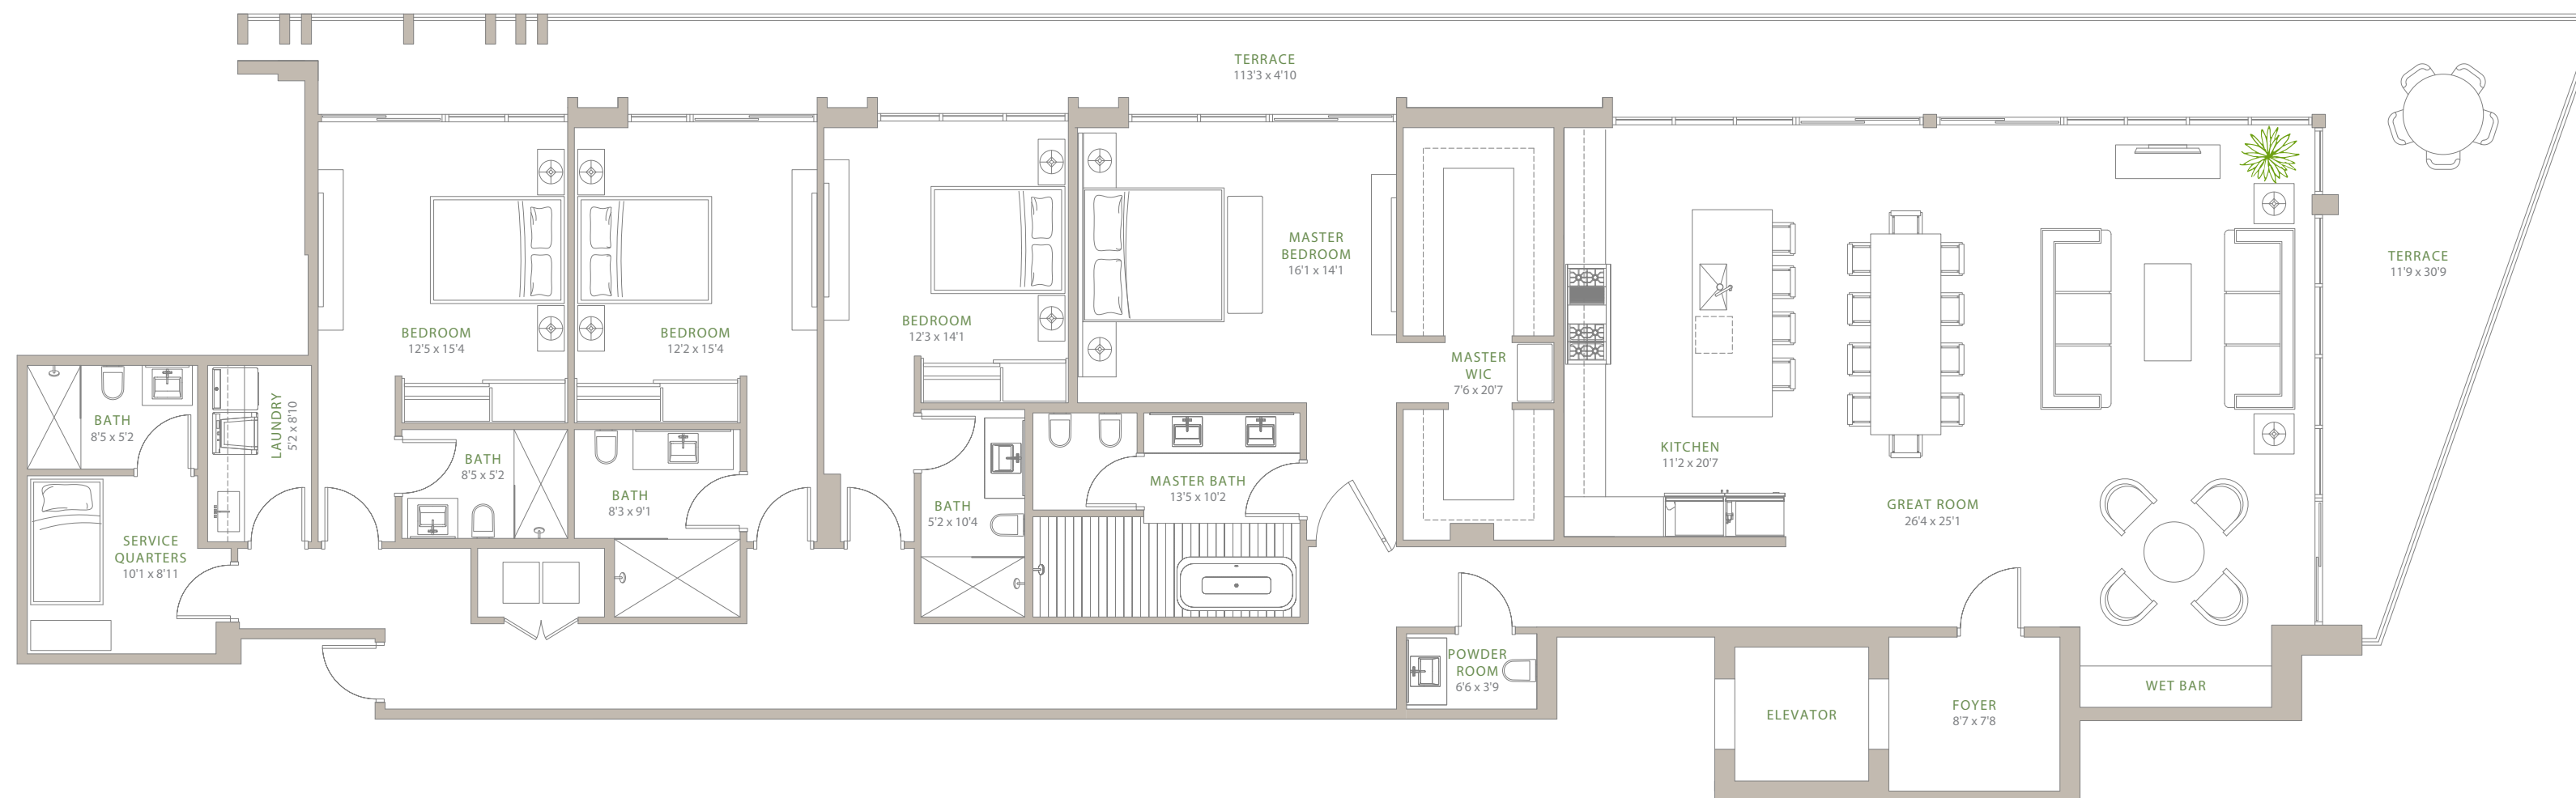 TERRACE
113'3 x 4'10
TERRACE
11'9 x 30'9
BEDROOM
12'5 x 15'4
BEDROOM
12'2 x 15'4
BEDROOM
12'3 x 14'1
MASTER
BEDROOM
16'1 x 14'1
MASTER
WIC
7'6 x 20'7
KITCHEN
11'2 x 20'7
GREAT ROOM
26'4 x 25'1
BATH
8'5 x 5'2
LAUNDRY
5'2 x 8'10
BATH
8'5 x 5'2
BATH
8'3 x 9'1
BATH
5'2 x 10'4
MASTER BATH
13'5 x 10'2
SERVICE
QUARTERS
10'1 x 8'11
POWDER
ROOM
6'6 x 3'9
ELEVATOR
FOYER
8'7 x 7'8
WET BAR